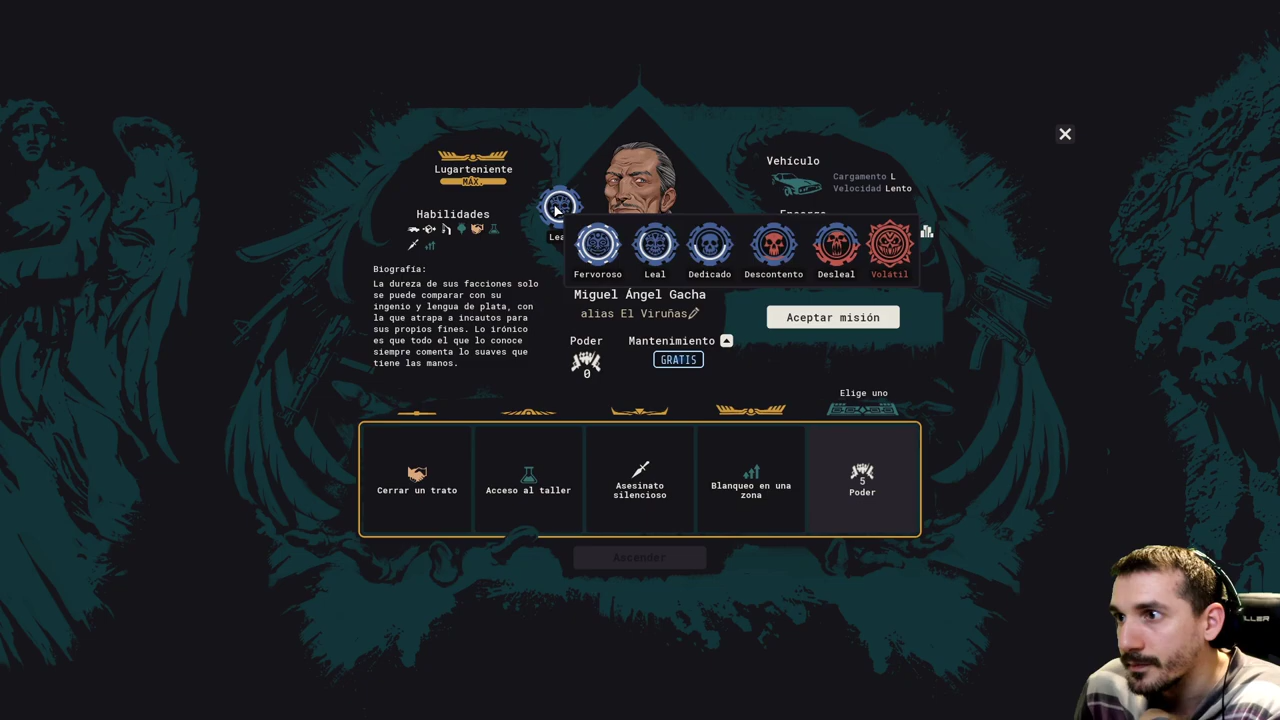 Lugarteniente
MÁX.
Habilidades
Biografía:
La dureza de sus facciones solo
se puede comparar con su
ingenio y lengua de plata, con
la que atrapa a incautos para
sus propios fines. Lo irónico
es que todo el que lo conoce
siempre comenta lo suaves que
tiene las manos.
Vehículo
Cargamento L
Velocidad Lento
Fervoroso
Leal
Dedicado
Descontento
Desleal
Volátil
Miguel Ángel Gacha
alias El Viruñas
Poder
0
Mantenimiento
GRATIS
Aceptar misión
Elige uno
Cerrar un trato
Acceso al taller
Asesinato
silencioso
Blanqueo en una
zona
5
Poder
Ascender